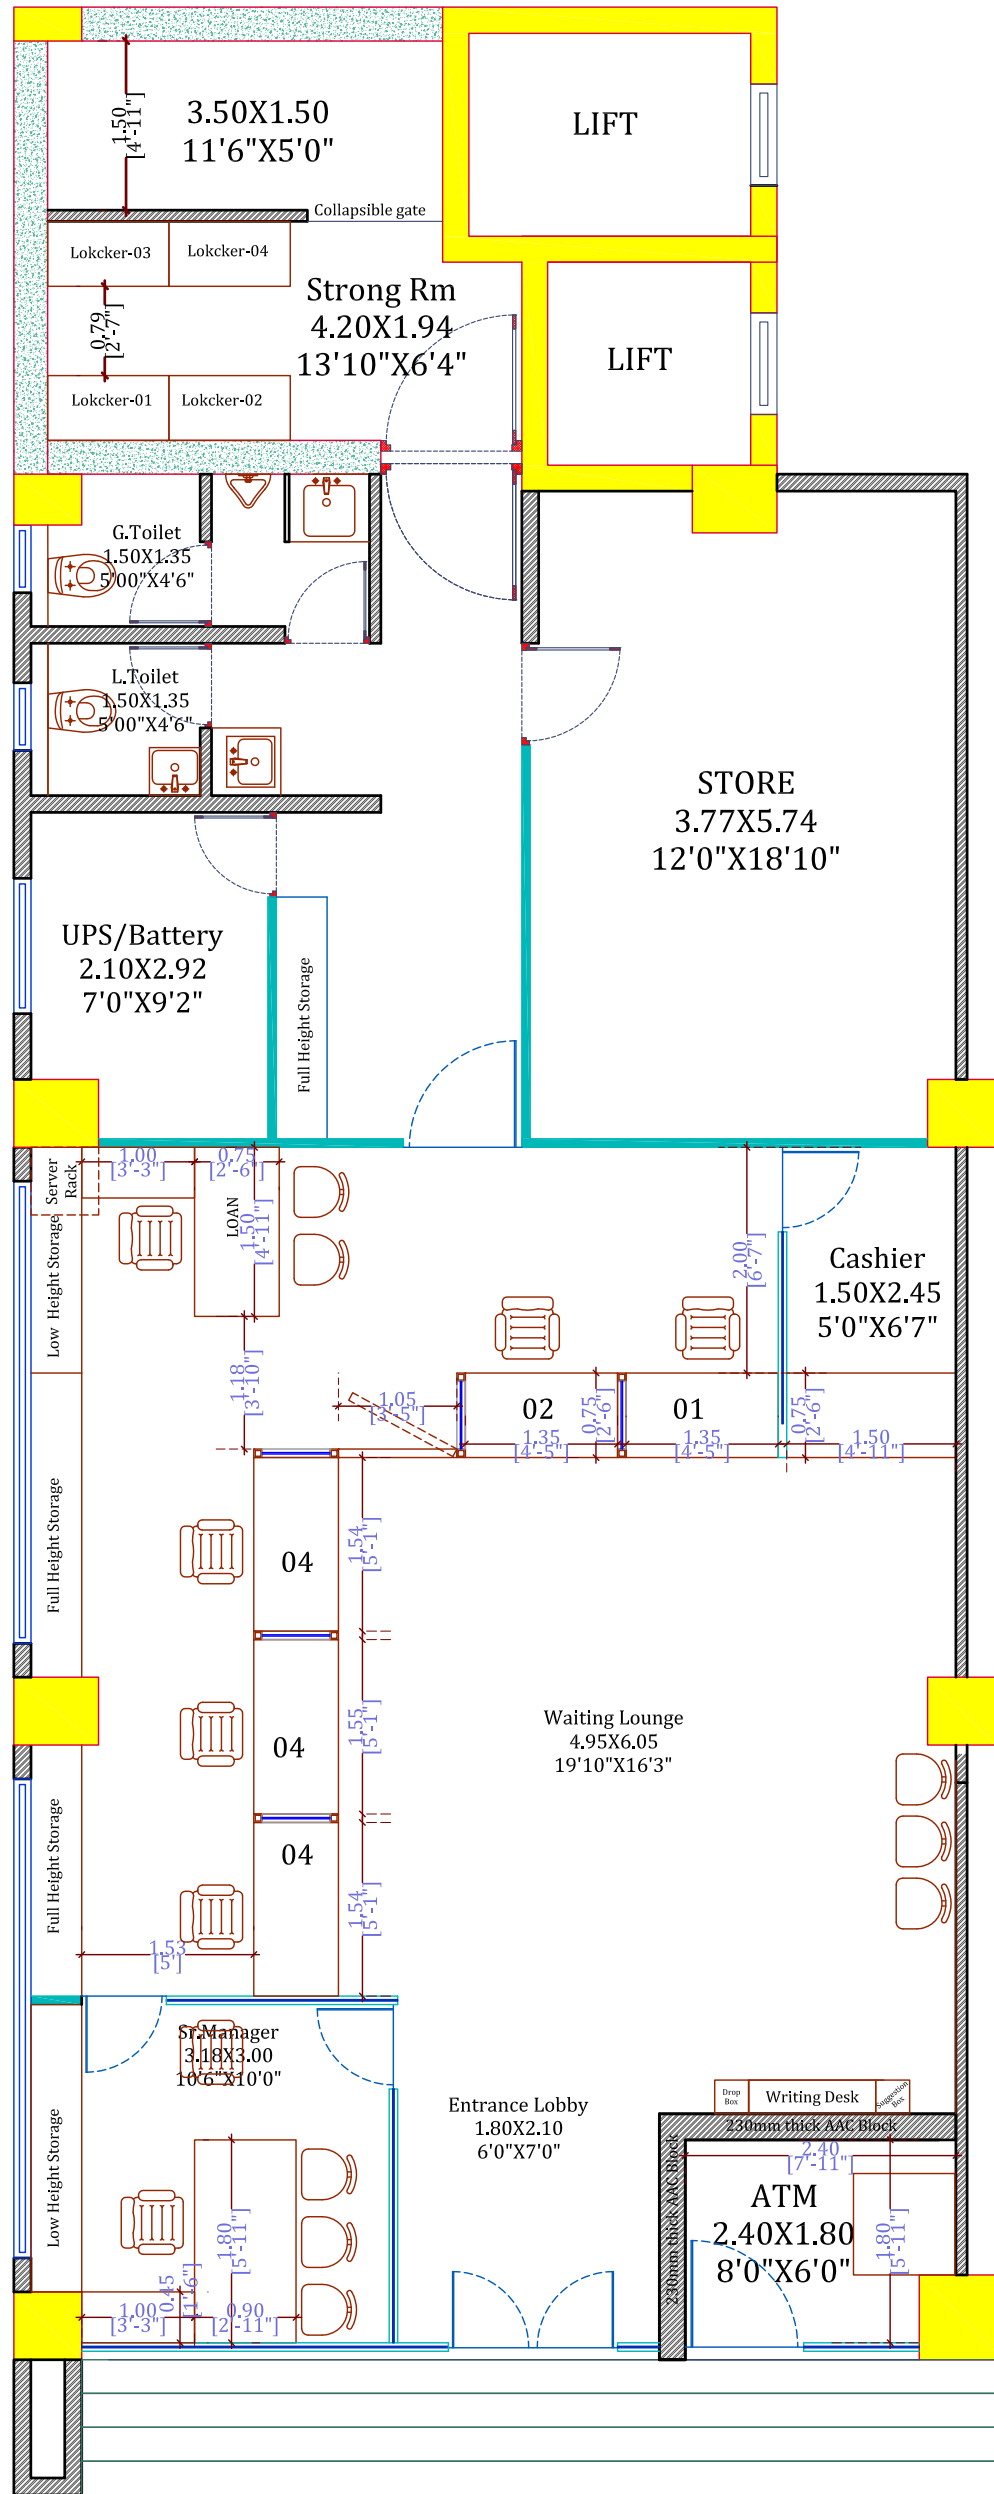 3.50X1.50
11'6"X5'0"
1.50
[4'-11"]
LIFT
Collapsible gate
Lokcker-03
Lokcker-04
Strong Rm
4.20X1.94
13'10"X6'4"
0.79
[2'-7"]
LIFT
Lokcker-01
Lokcker-02
G.Toilet
1.50X1.35
5'00"X4'6"
L.Toilet
1.50X1.35
5'00"X4'6"
STORE
3.77X5.74
12'0"X18'10"
UPS/Battery
2.10X2.92
7'0"X9'2"
Full Height Storage
Server
Rack
1.00
[3'-3"]
0.75
[2'-6"]
LOAN
1.50
[4'-11"]
2.00
[6'-7"]
Cashier
1.50X2.45
5'0"X6'7"
Low Height Storage
1.18
[3'-10"]
1.05
[3'-5"]
02
1.35
[4'-5"]
0.75
[2'-6"]
01
1.35
[4'-5"]
0.75
[2'-6"]
1.50
[4'-11"]
Full Height Storage
04
1.54
[5'-1"]
04
1.55
[5'-1"]
Waiting Lounge
4.95X6.05
19'10"X16'3"
Full Height Storage
04
1.54
[5'-1"]
1.53
[5']
Sr.Manager
3.18X3.00
10'6"X10'0"
Entrance Lobby
1.80X2.10
6'0"X7'0"
Drop
Box
Writing Desk
Suggestion
Box
230mm thick AAC Block
230mm thick AAC Block
2.40
[7'-11"]
ATM
2.40X1.80
8'0"X6'0"
1.80
[5'-11"]
Low Height Storage
1.80
[5'-11"]
0.45
[1'-6"]
1.00
[3'-3"]
0.90
[2'-11"]